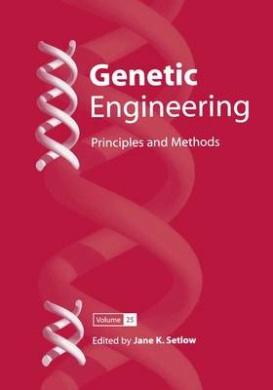 Genetic
Engineering
Principles and Methods
Volume 25
Edited by Jane K. Setlow